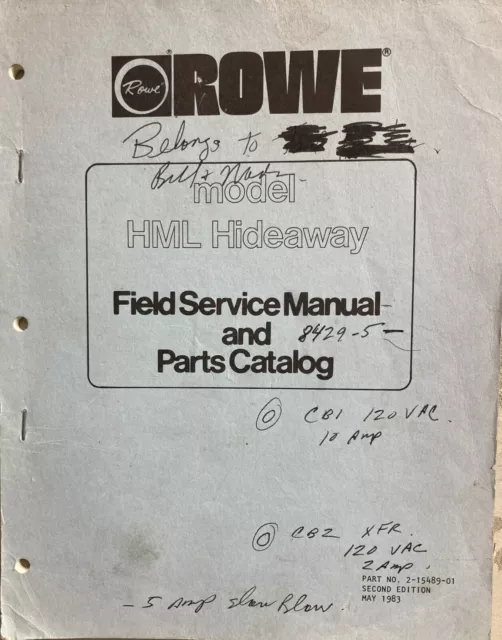 Rowe
ROWE
Belongs to
Bill &
model
HML Hideaway
Field Service Manual
and 8429-5-
Parts Catalog
CB1 120 VAC.
10 Amp
CB2 XFR.
120 VAC
2 Amp.
PART NO. 2-15489-01
SECOND EDITION
MAY 1983
- 5 Amp Slow Blow.